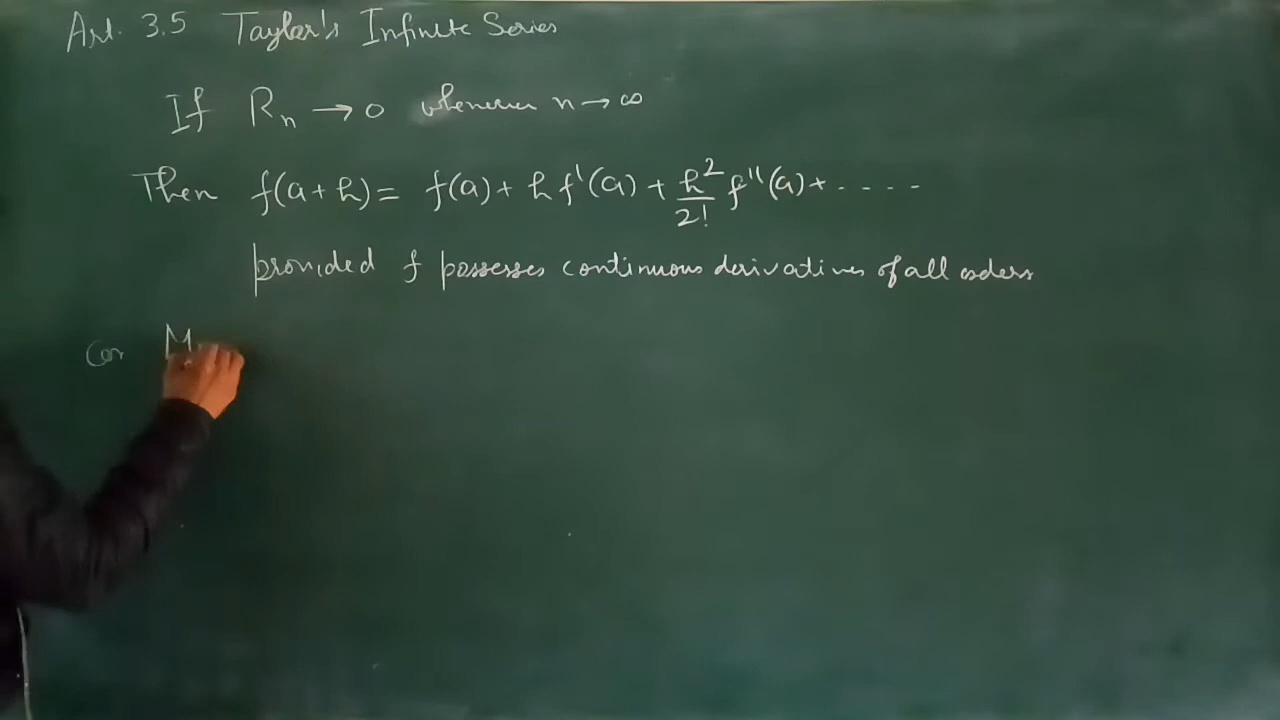 Art. 3.5 Taylor's Infinite Series
If Rₙ → 0 whenever n → ∞
Then f(a+h) = f(a) + h f'(a) + h²/2! f''(a) + .....
provided f possesses continuous derivatives of all orders
Cor M